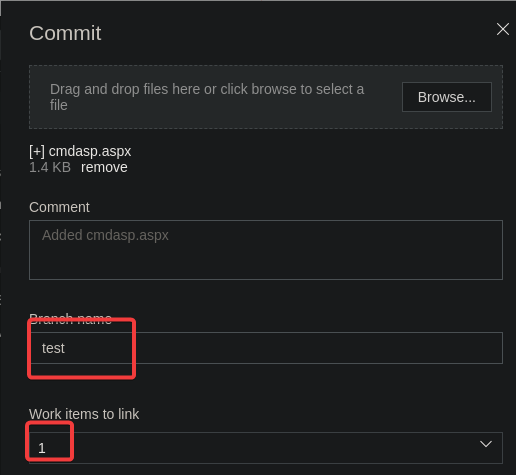 Commit
Drag and drop files here or click browse to select a
file
Browse...
[+] cmdasp.aspx
1.4 KB remove
Comment
Added cmdasp.aspx
Branch name
test
Work items to link
1